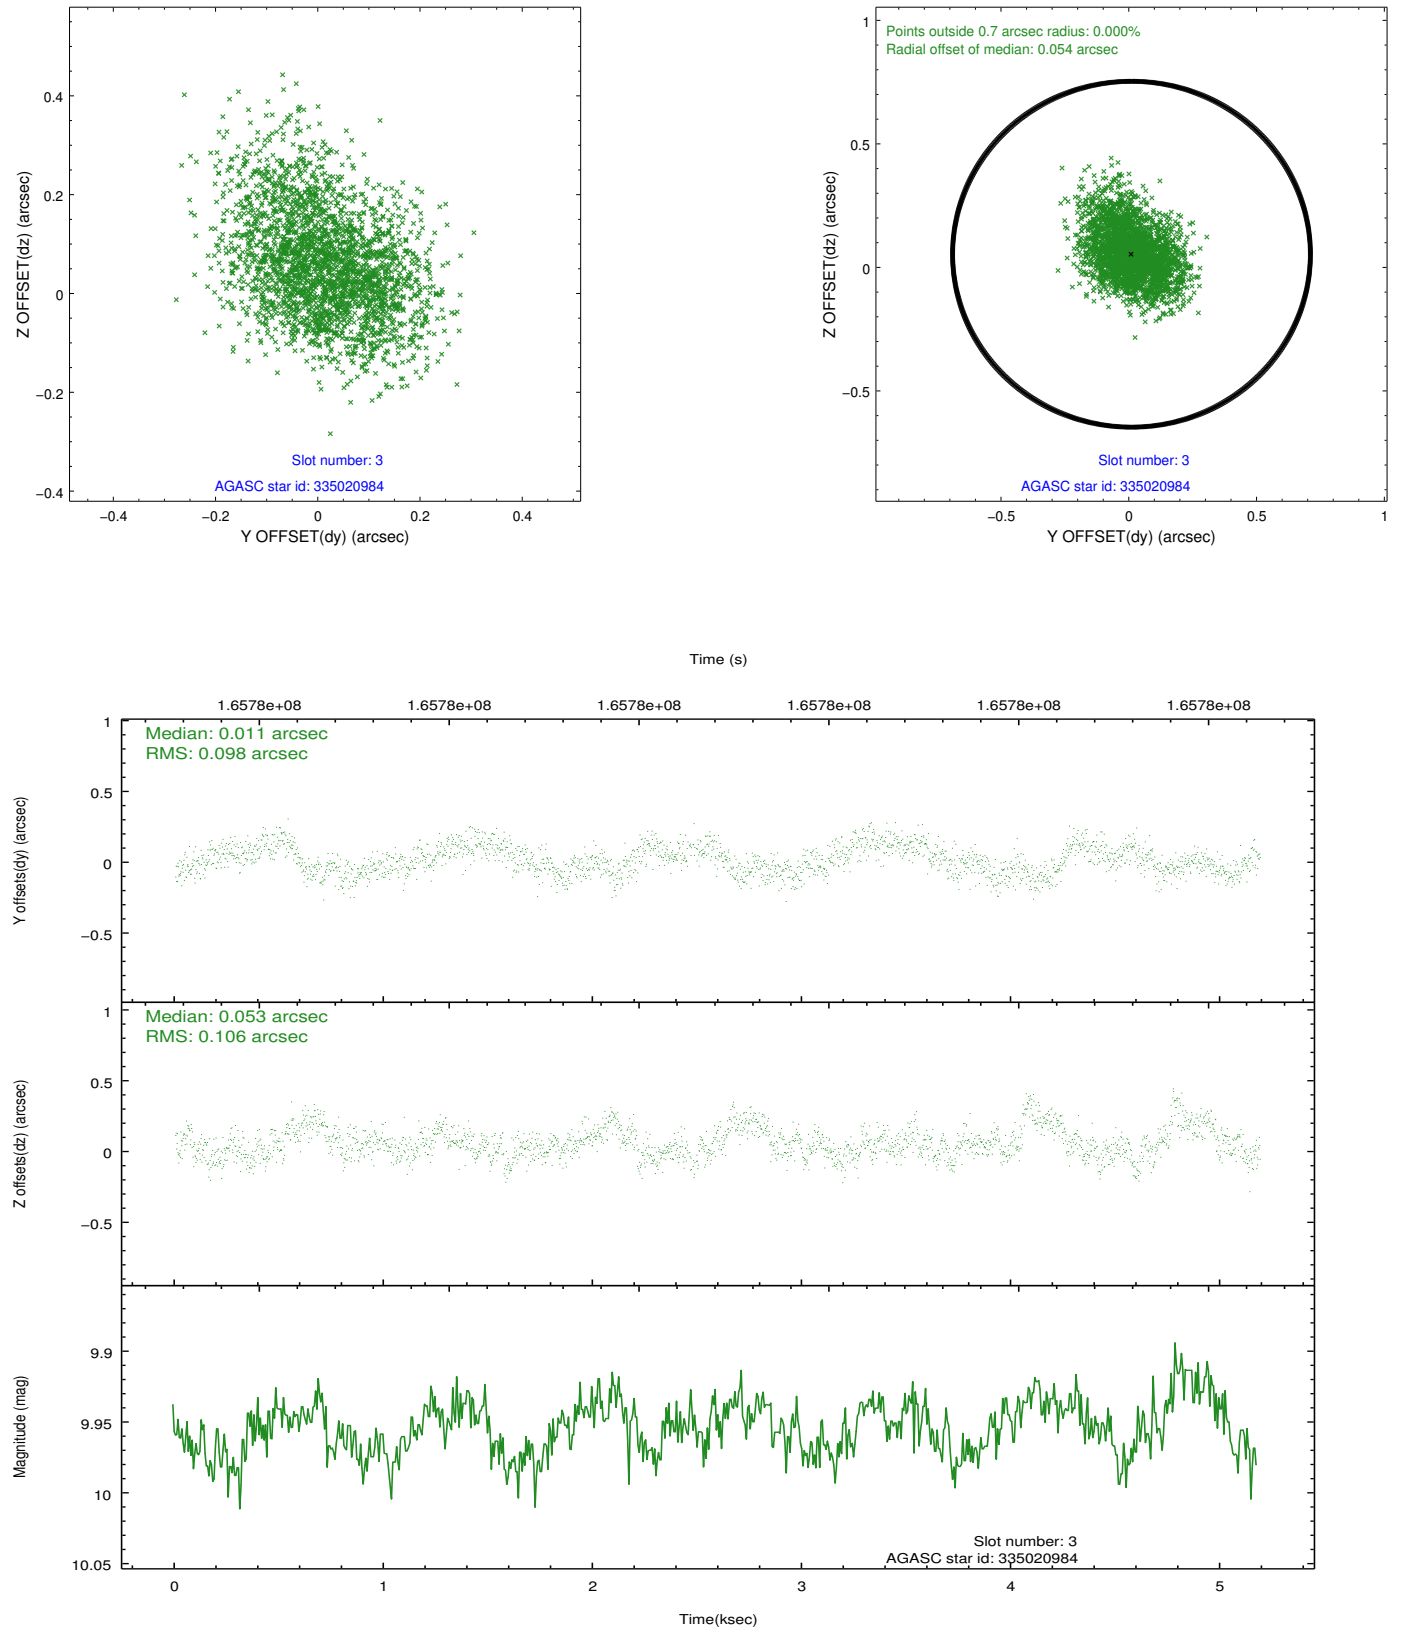 0.4
0.2
0
−0.2
−0.4
Z OFFSET(dz) (arcsec)
Slot number: 3
AGASC star id: 335020984
−0.4 −0.2 0 0.2 0.4
Y OFFSET(dy) (arcsec)
Points outside 0.7 arcsec radius: 0.000%
Radial offset of median: 0.054 arcsec
1
0.5
0
−0.5
Z OFFSET(dz) (arcsec)
Slot number: 3
AGASC star id: 335020984
−0.5 0 0.5 1
Y OFFSET(dy) (arcsec)
Time (s)
1.6578e+08 1.6578e+08 1.6578e+08 1.6578e+08 1.6578e+08 1.6578e+08
Median: 0.011 arcsec
RMS: 0.098 arcsec
1
0.5
0
−0.5
Y offsets(dy) (arcsec)
Median: 0.053 arcsec
RMS: 0.106 arcsec
1
0.5
0
−0.5
Z offsets(dz) (arcsec)
9.9
9.95
10
10.05
Magnitude (mag)
Slot number: 3
AGASC star id: 335020984
0 1 2 3 4 5
Time(ksec)